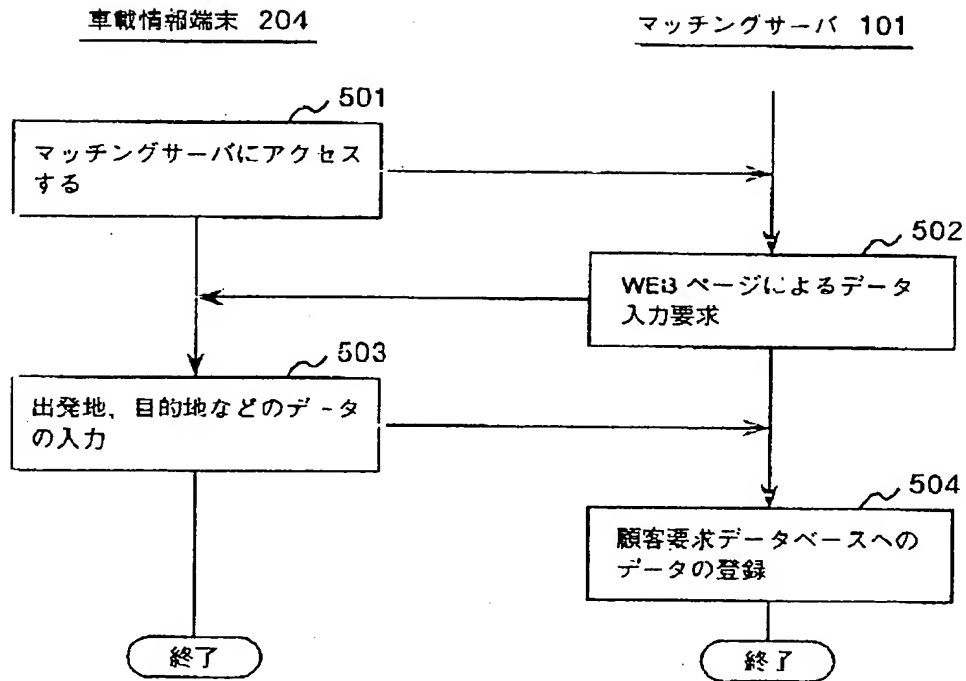 車載情報端末 204
マッチングサーバ 101
501
マッチングサーバにアクセス
する
502
WEB ページによるデータ
入力要求
503
出発地、目的地などのデータ
の入力
504
顧客要求データベースへの
データの登録
終了
終了